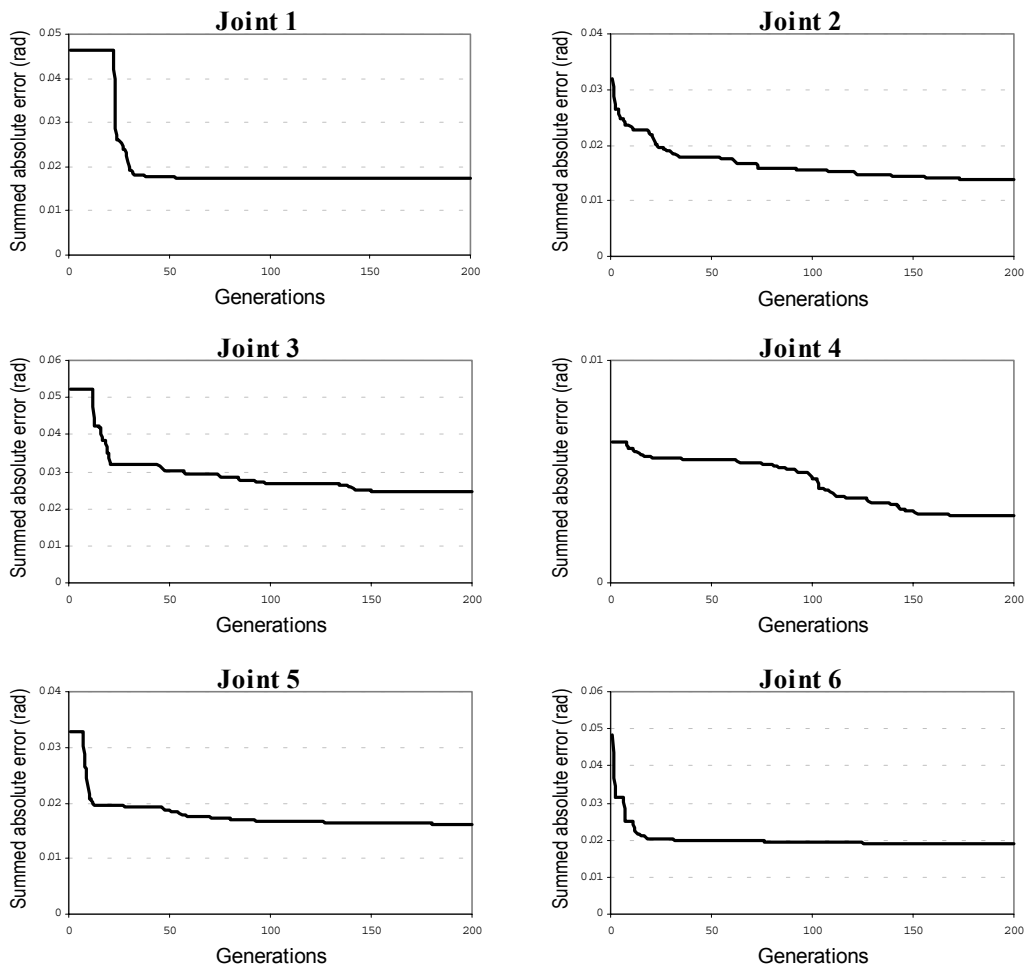 Joint 1
Summed absolute error (rad)
0.05
0.04
0.03
0.02
0.01
0
0 50 100 150 200
Generations
Joint 2
Summed absolute error (rad)
0.04
0.03
0.02
0.01
0
0 50 100 150 200
Generations
Joint 3
Summed absolute error (rad)
0.06
0.05
0.04
0.03
0.02
0.01
0
0 50 100 150 200
Generations
Joint 4
Summed absolute error (rad)
0.01
0
0 50 100 150 200
Generations
Joint 5
Summed absolute error (rad)
0.04
0.03
0.02
0.01
0
0 50 100 150 200
Generations
Joint 6
Summed absolute error (rad)
0.06
0.05
0.04
0.03
0.02
0.01
0
0 50 100 150 200
Generations